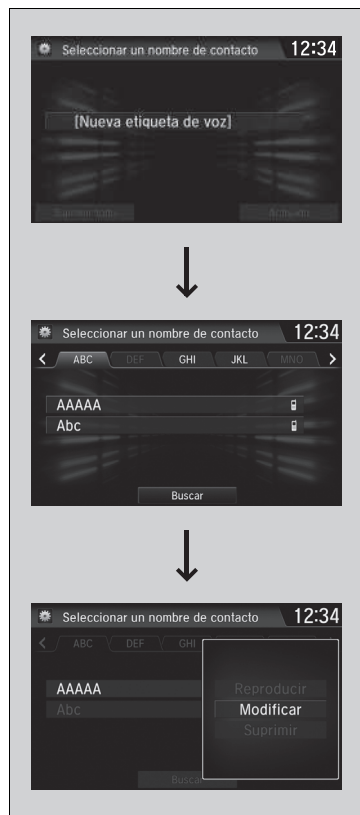 Seleccionar un nombre de contacto 12:34
[Nueva etiqueta de voz]
Seleccionar un nombre de contacto 12:34
< ABC DEF GHI JKL MNO >
AAAAA
Abc
Buscar
Seleccionar un nombre de contacto 12:34
< ABC DEF GHI
AAAAA
Abc
Reproducir
Modificar
Suprimir
Buscar